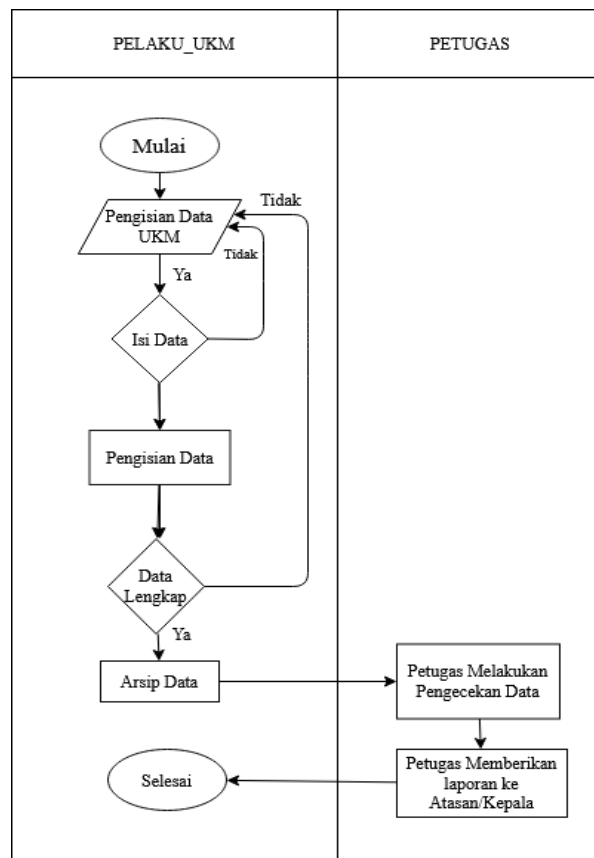 PELAKU_UKM
PETUGAS
Mulai
Pengisian Data
UKM
Tidak
Tidak
Ya
Isi Data
Pengisian Data
Data
Lengkap
Ya
Arsip Data
Petugas Melakukan
Pengecekan Data
Petugas Memberikan
laporan ke
Atasan/Kepala
Selesai